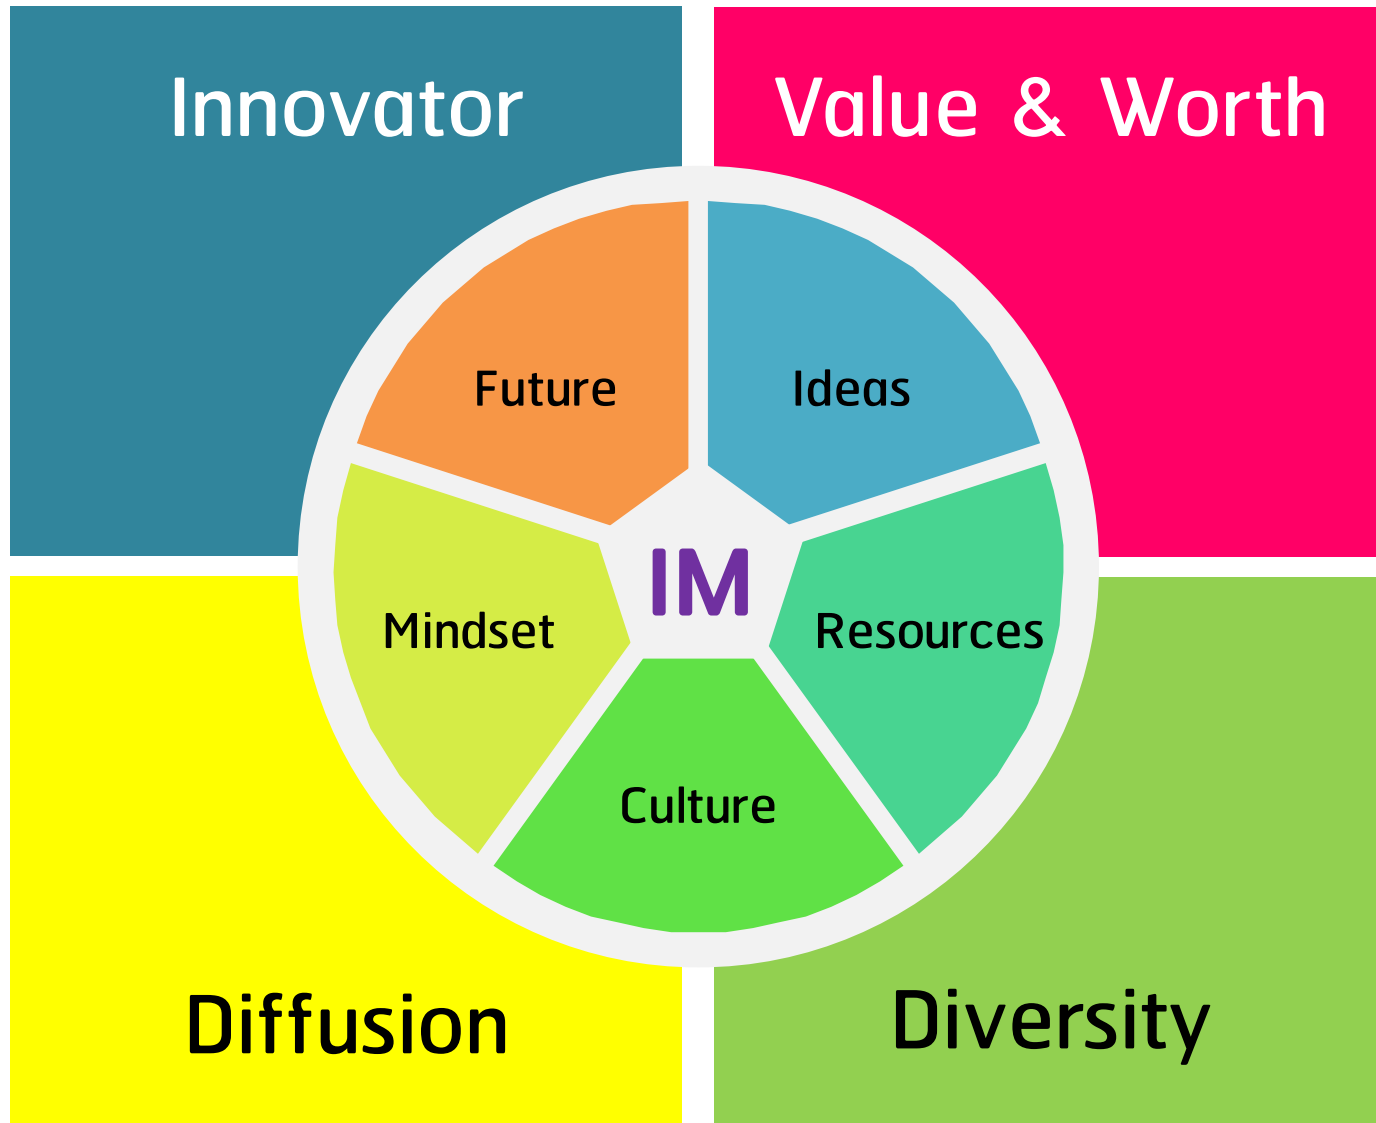 Innovator
Value & Worth
Future
Ideas
IM
Mindset
Resources
Culture
Diffusion
Diversity